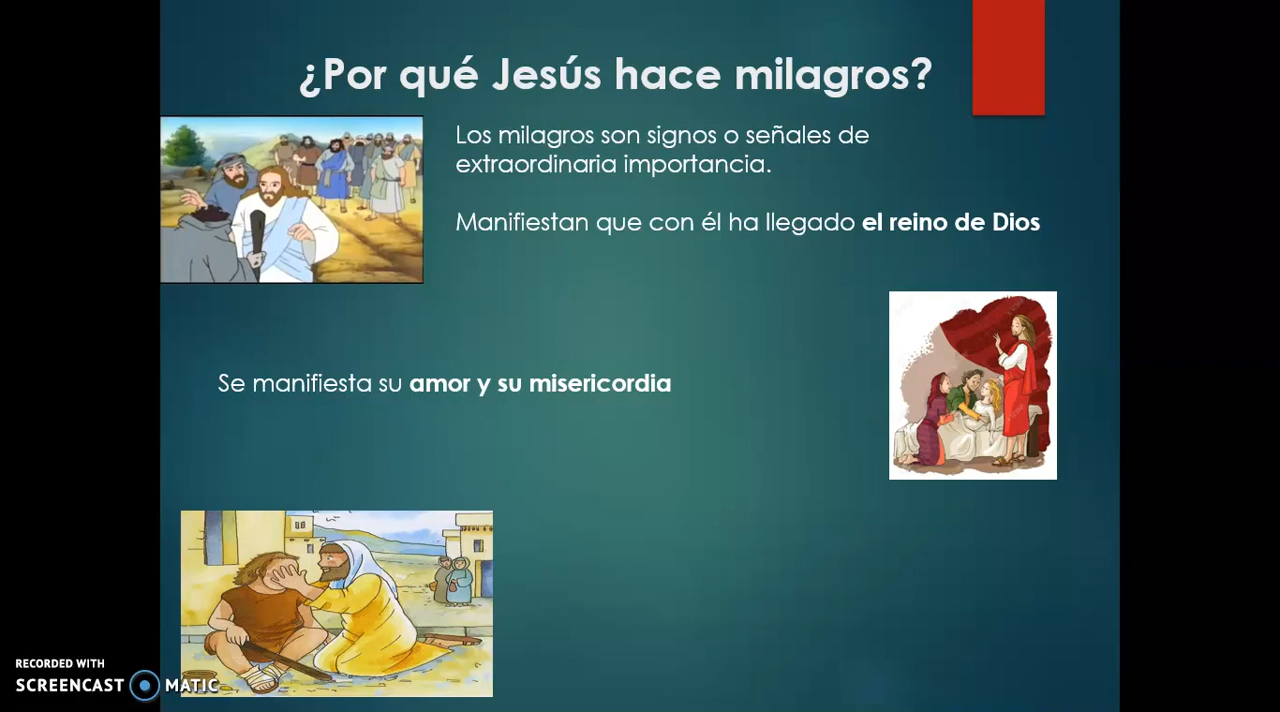 ¿Por qué Jesús hace milagros?
Los milagros son signos o señales de
extraordinaria importancia.
Manifiestan que con él ha llegado el reino de Dios
Se manifiesta su amor y su misericordia
RECORDED WITH
SCREENCAST MATIC